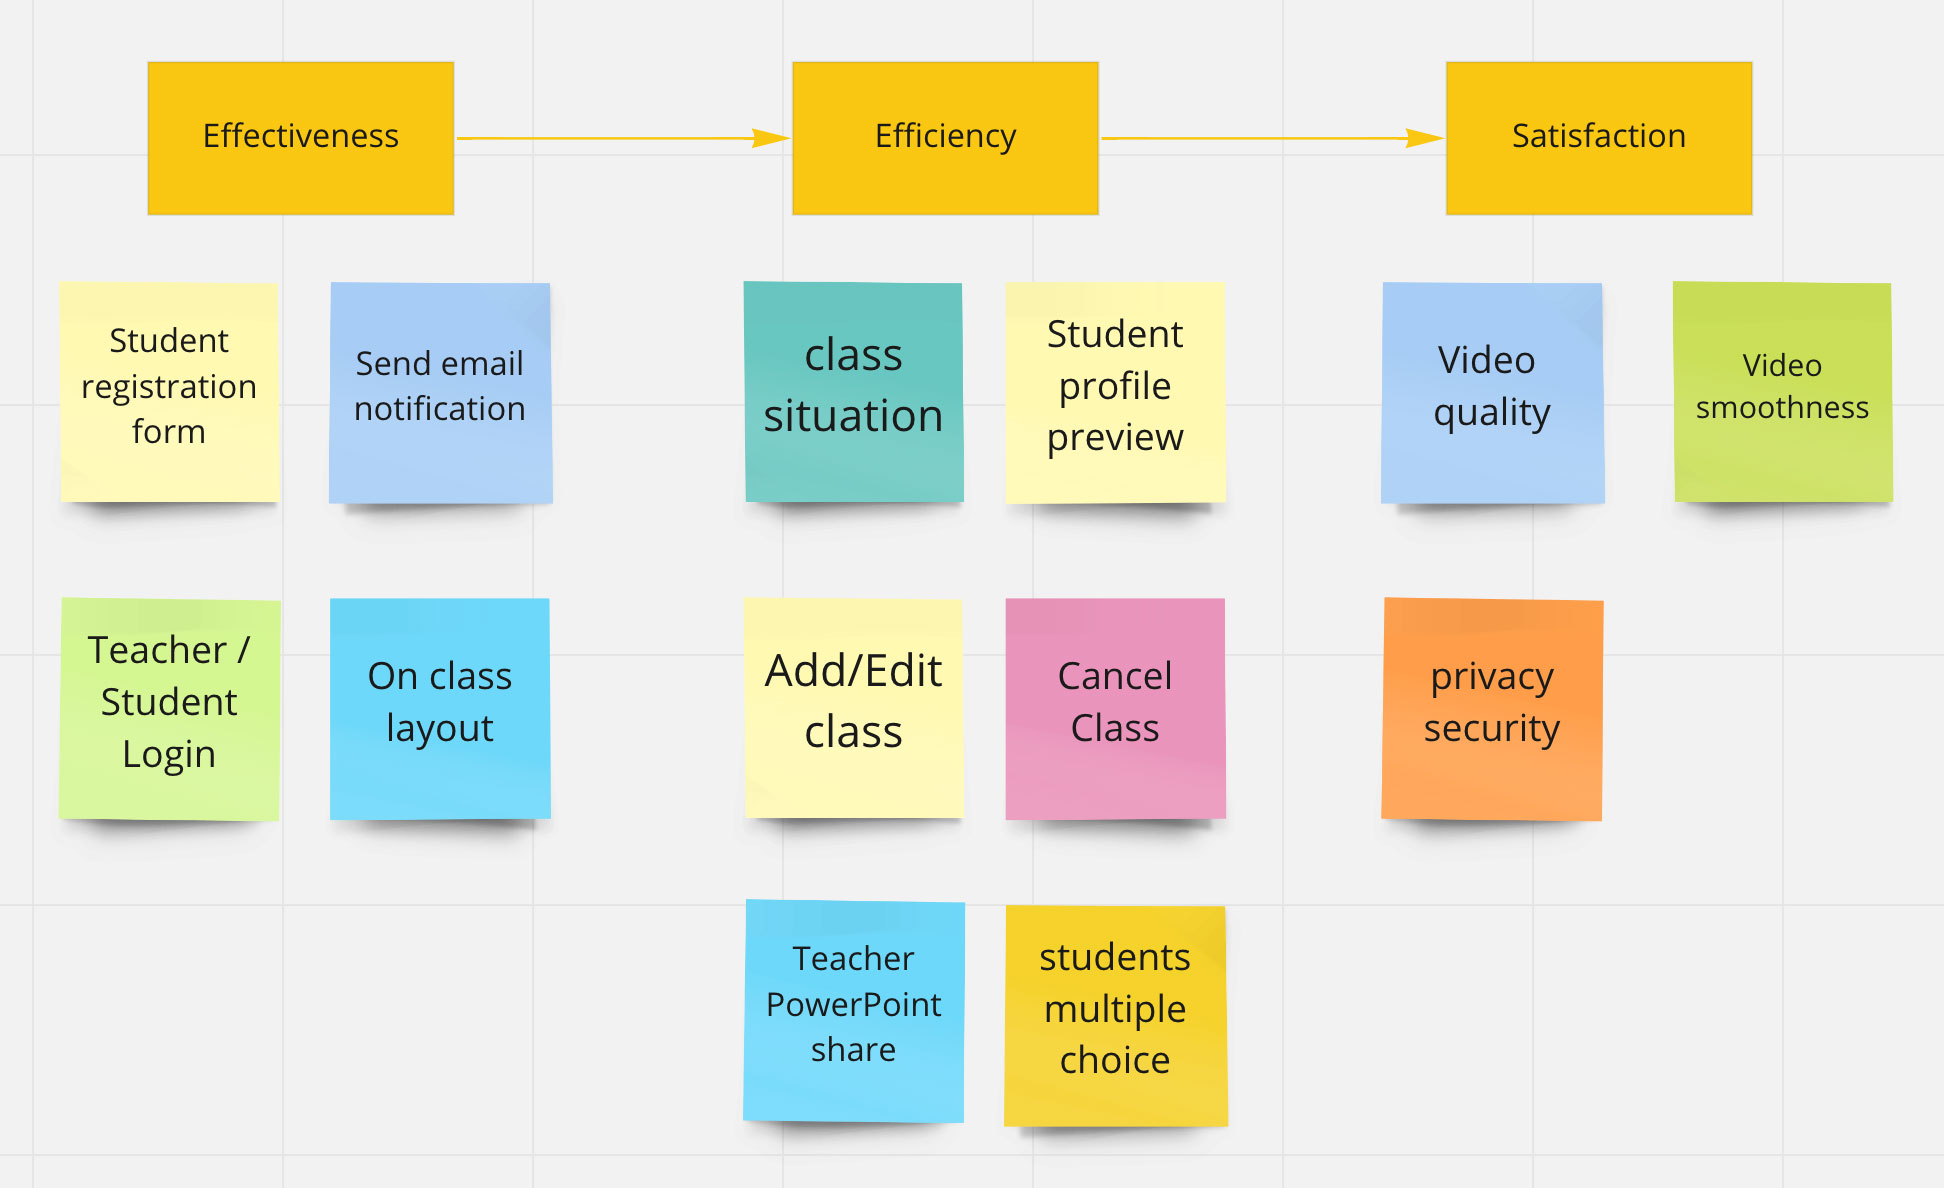 Effectiveness
Efficiency
Satisfaction
Student
registration
form
Send email
notification
class
situation
Student
profile
preview
Video
quality
Video
smoothness
Teacher /
Student
Login
On class
layout
Add/Edit
class
Cancel
Class
privacy
security
Teacher
PowerPoint
share
students
multiple
choice